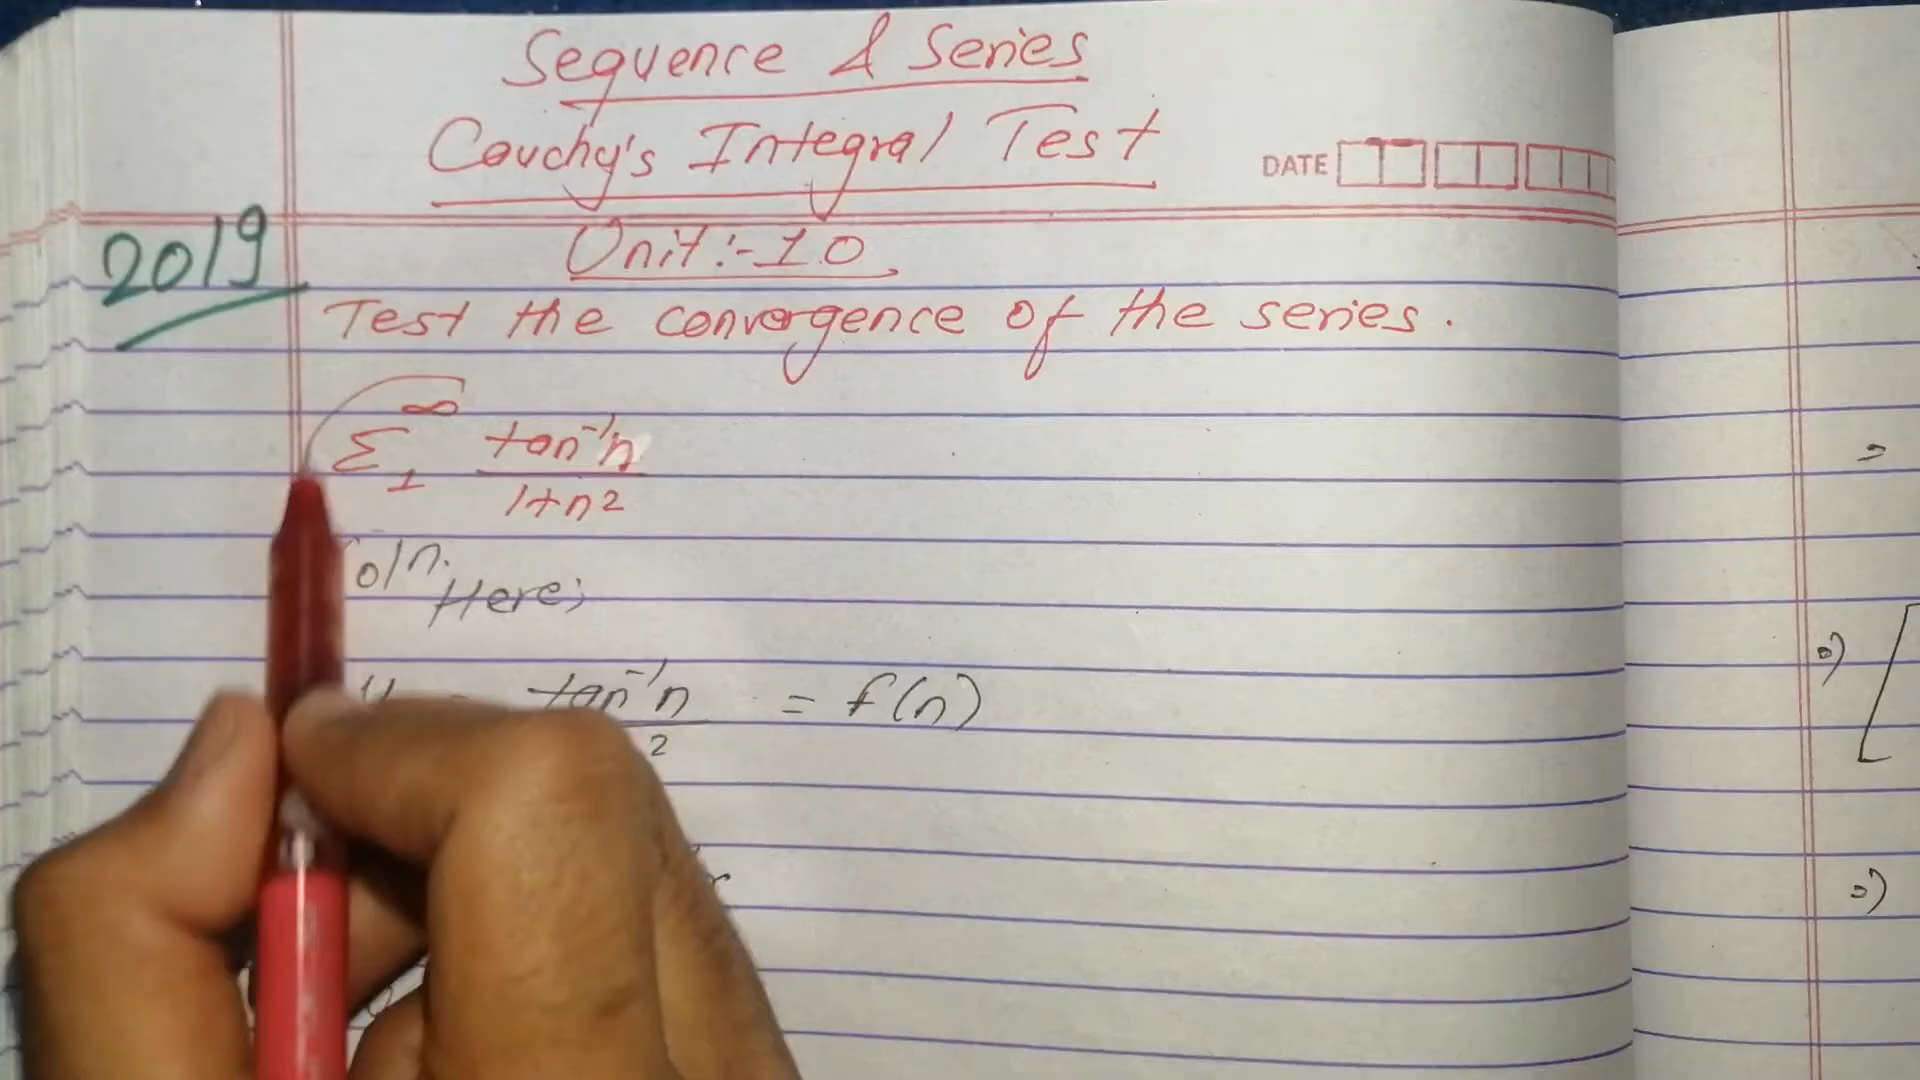 Sequence & Series
Cauchy's Integral Test
DATE
2019
Unit:-10
Test the convergence of the series.
∞
Σ tan⁻¹n
1 1+n²
Soln.
Here;
tan⁻¹n = f(n)
2